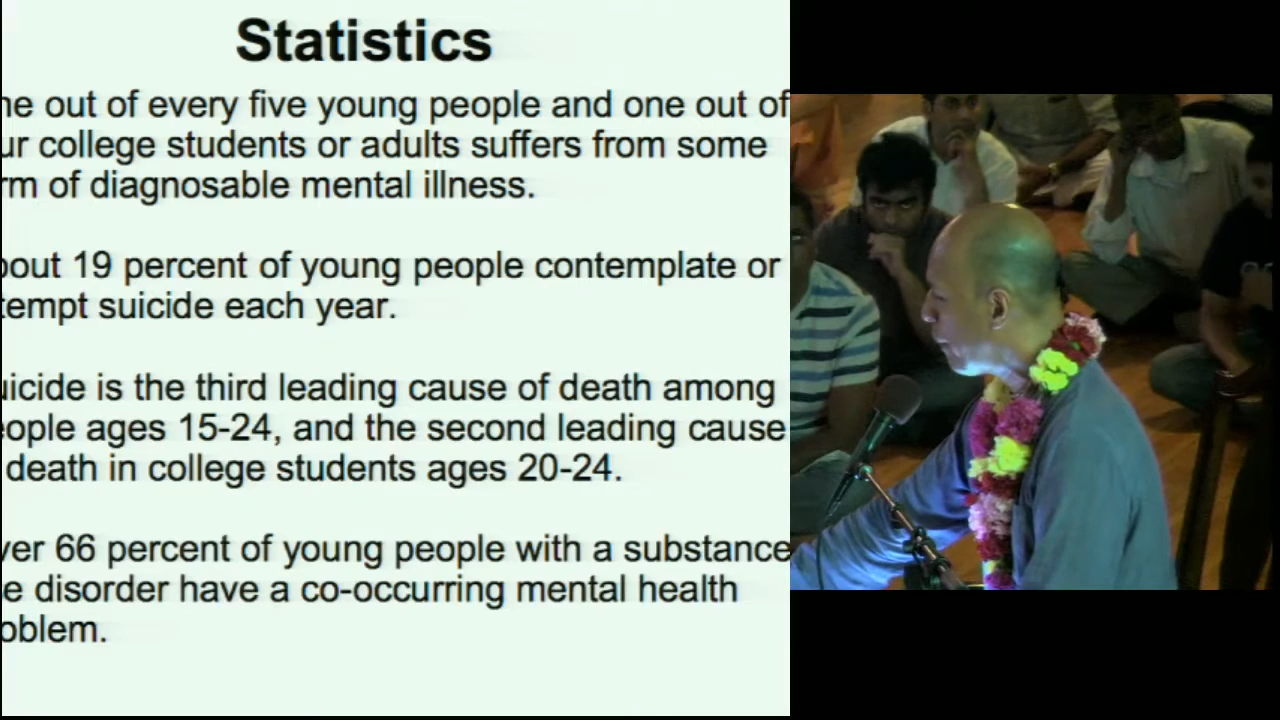 Statistics
ne out of every five young people and one out of
ur college students or adults suffers from some
rm of diagnosable mental illness.
bout 19 percent of young people contemplate or
tempt suicide each year.
uicide is the third leading cause of death among
eople ages 15-24, and the second leading cause
death in college students ages 20-24.
ver 66 percent of young people with a substance
e disorder have a co-occurring mental health
oblem.